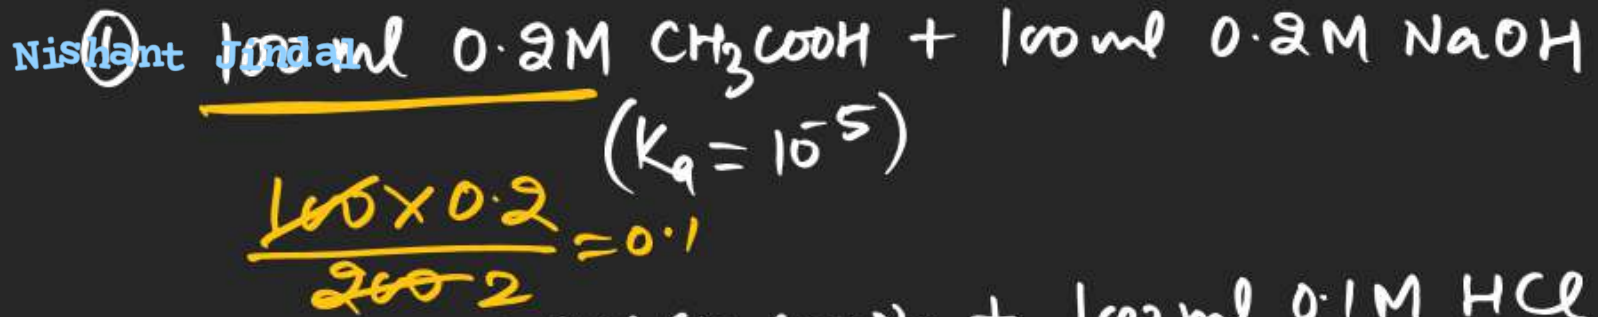 Nishant Jindal
① 100 ml 0.2M CH₃COOH + 100 ml 0.2M NaOH
(Ka = 10⁻⁵)
100 × 0.2 / 200 2 = 0.1
+ 100 ml 0.1M HCl